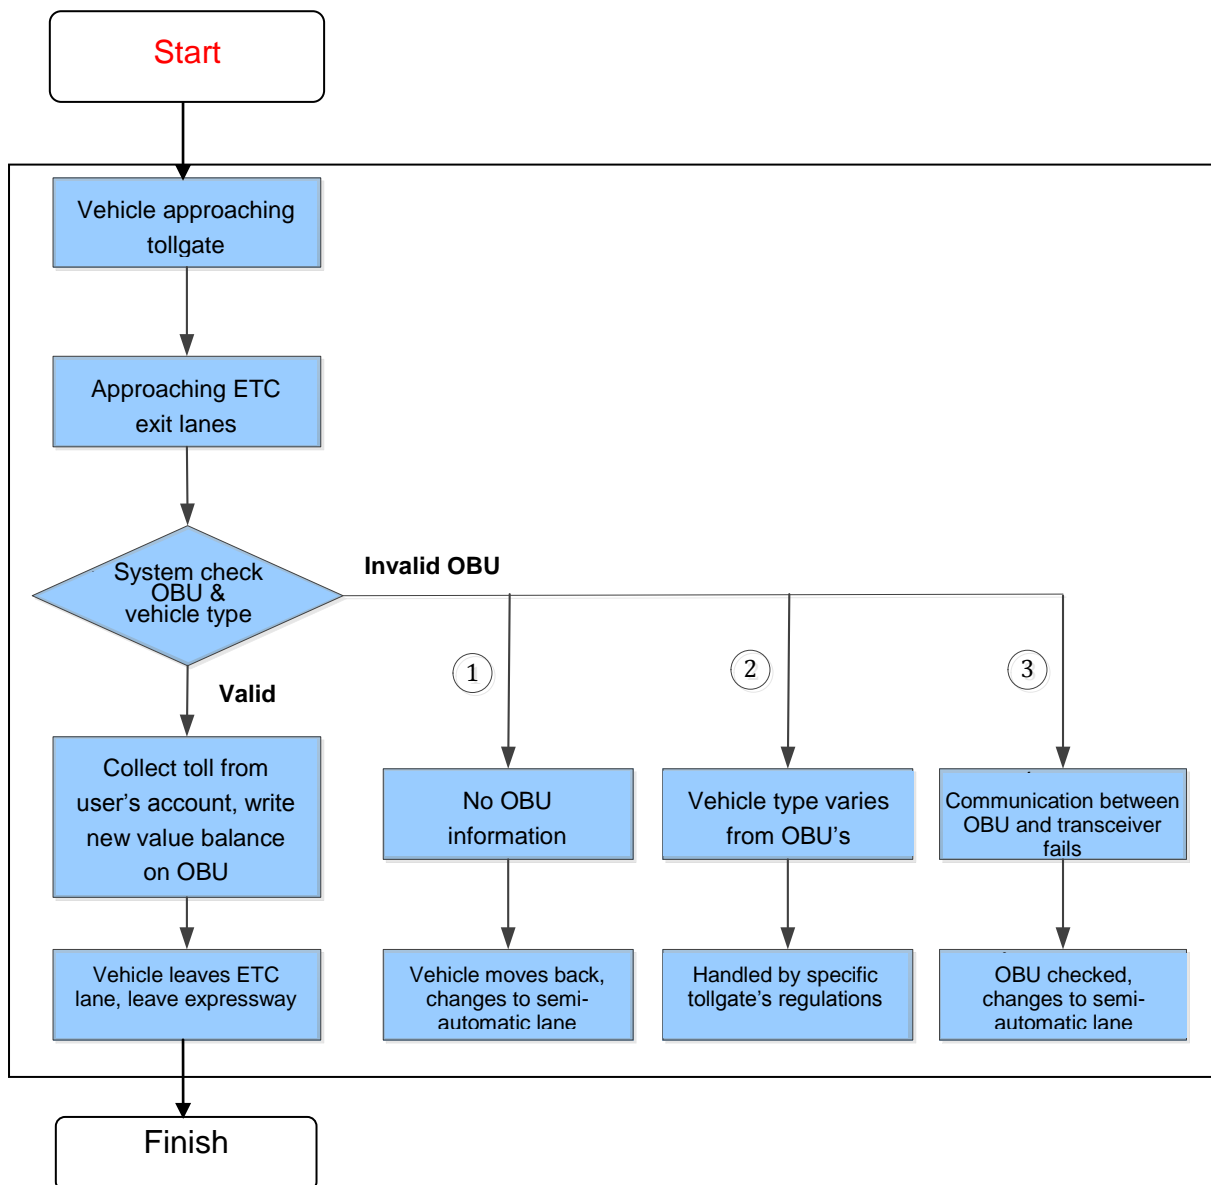 Start
Vehicle approaching
tollgate
Approaching ETC
exit lanes
System check
OBU &
vehicle type
Invalid OBU
Valid
1
2
3
Collect toll from
user’s account, write
new value balance
on OBU
No OBU
information
Vehicle type varies
from OBU’s
Communication between
OBU and transceiver
fails
Vehicle leaves ETC
lane, leave expressway
Vehicle moves back,
changes to semi-
automatic lane
Handled by specific
tollgate’s regulations
OBU checked,
changes to semi-
automatic lane
Finish